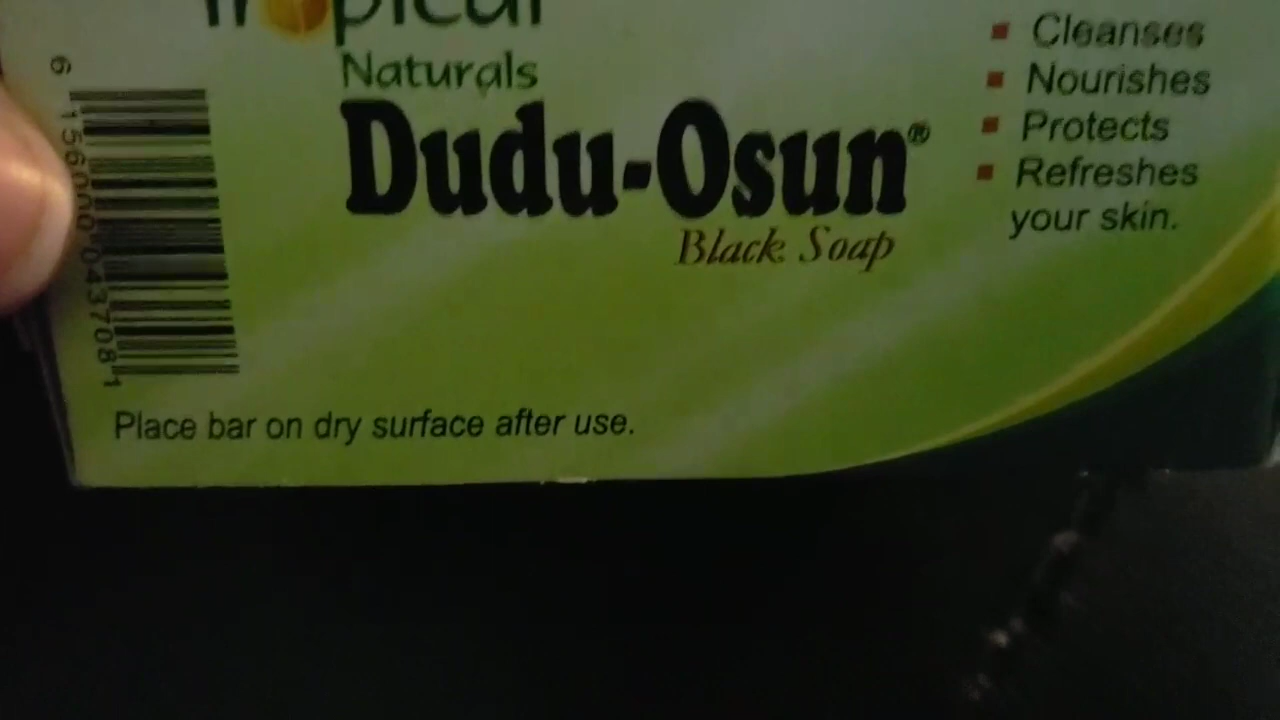 Tropical
Naturals
Dudu-Osun®
Black Soap
Cleanses
Nourishes
Protects
Refreshes
your skin.
6 156000 043708 1
Place bar on dry surface after use.